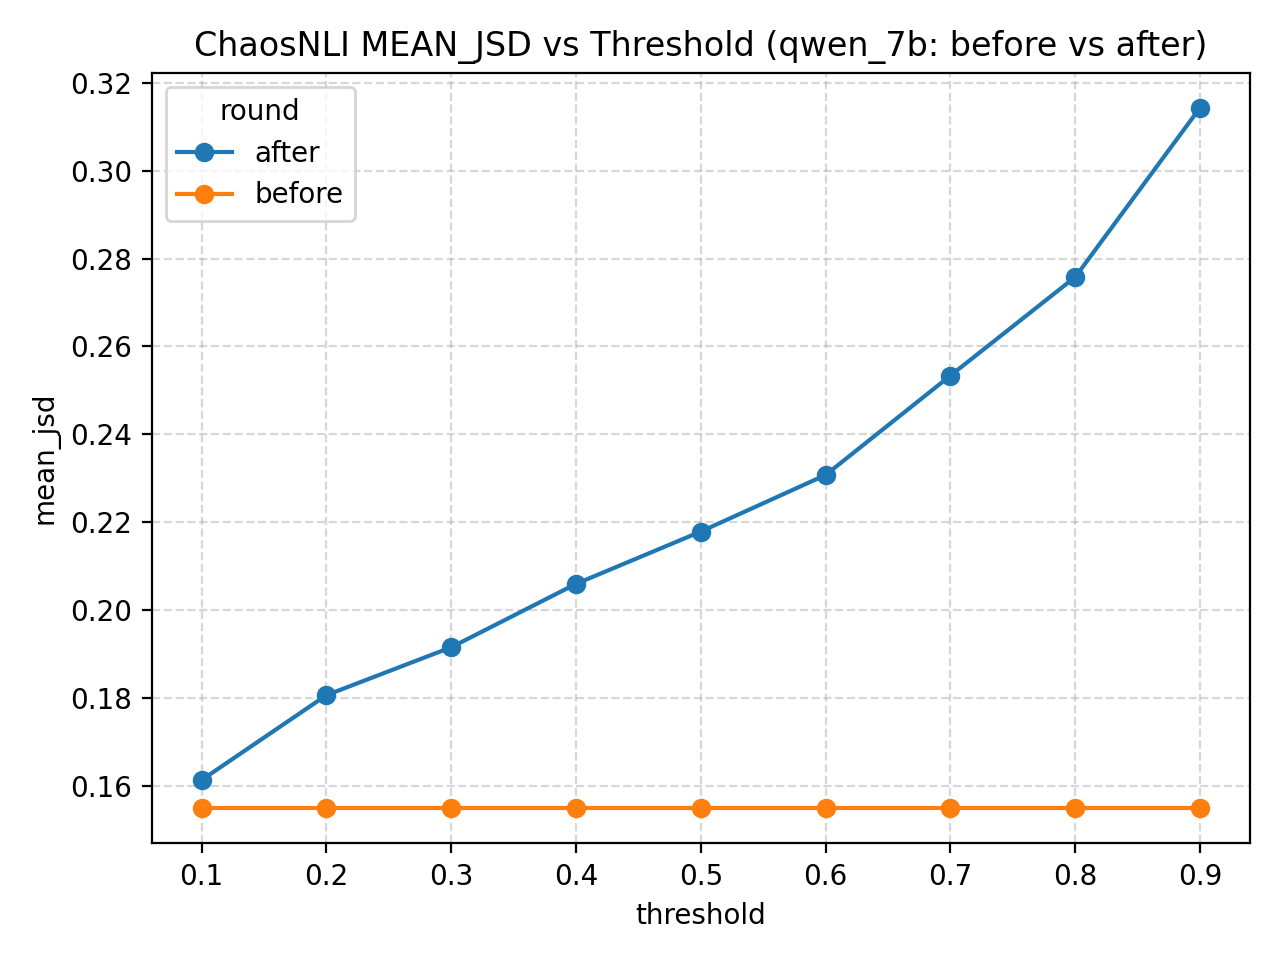 ChaosNLI MEAN_JSD vs Threshold (qwen_7b: before vs after)
round
after
before
mean_jsd
0.32
0.30
0.28
0.26
0.24
0.22
0.20
0.18
0.16
0.1 0.2 0.3 0.4 0.5 0.6 0.7 0.8 0.9
threshold